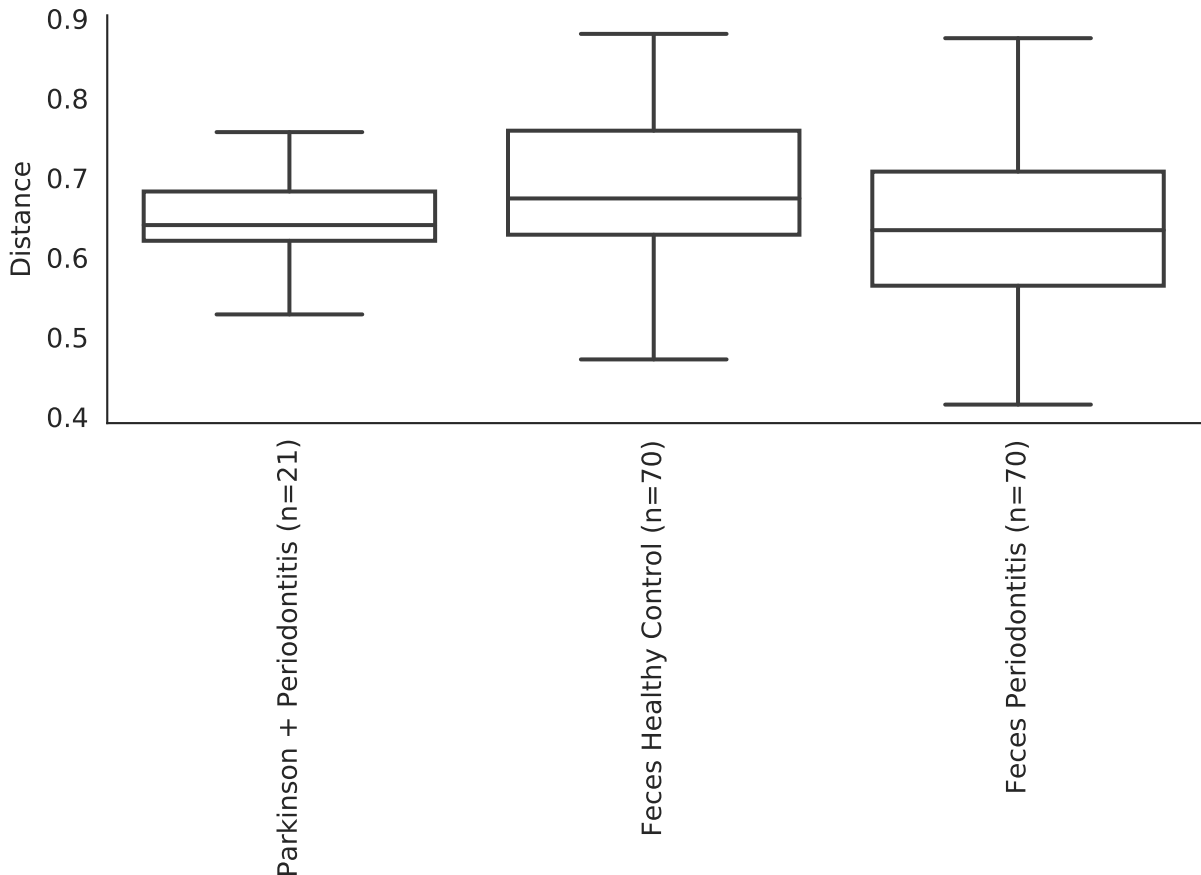 0.9
0.8
0.7
0.6
0.5
0.4
Distance
Parkinson + Periodontitis (n=21)
Feces Healthy Control (n=70)
Feces Periodontitis (n=70)